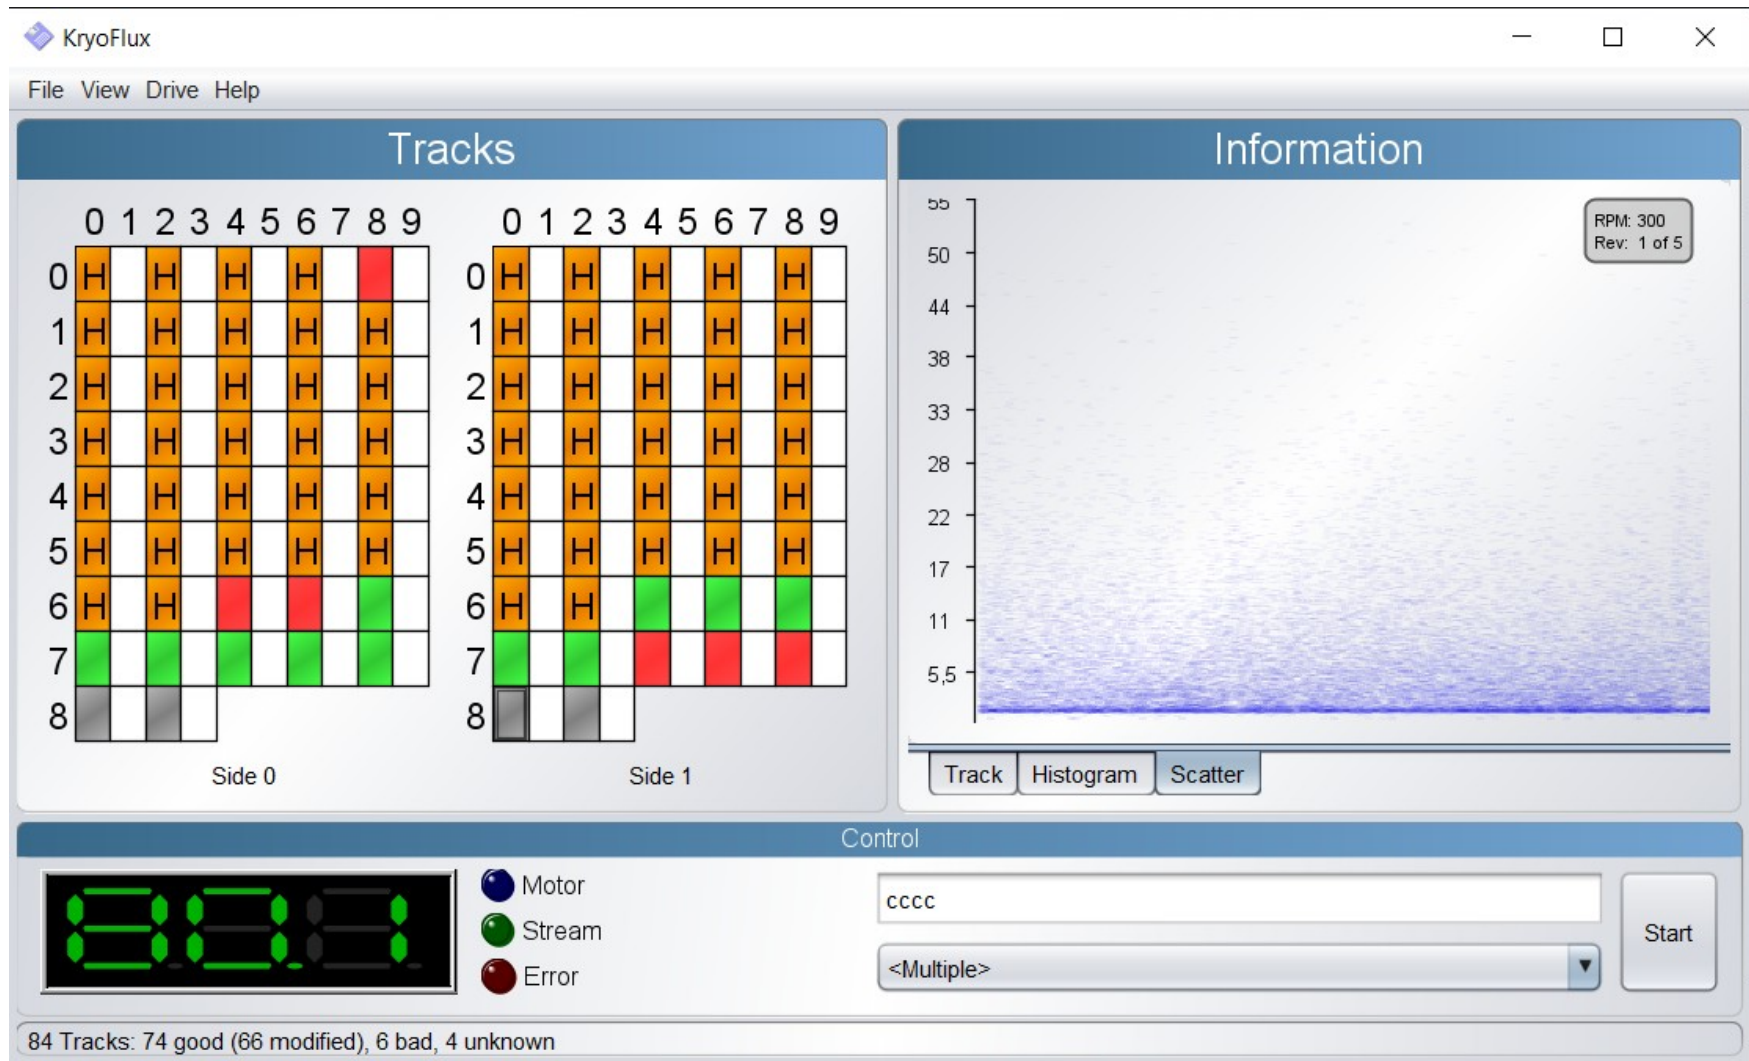 KryoFlux
File View Drive Help
Tracks
0 1 2 3 4 5 6 7 8 9
0 H H H H
1 H H H H H
2 H H H H H
3 H H H H H
4 H H H H H
5 H H H H H
6 H H
7
8
Side 0
0 1 2 3 4 5 6 7 8 9
0 H H H H H
1 H H H H H
2 H H H H H
3 H H H H H
4 H H H H H
5 H H H H H
6 H H
7
8
Side 1
Information
55
50
44
38
33
28
22
17
11
5,5
RPM: 300
Rev: 1 of 5
Track Histogram Scatter
Control
80.1
Motor
Stream
Error
cccc
<Multiple>
Start
84 Tracks: 74 good (66 modified), 6 bad, 4 unknown